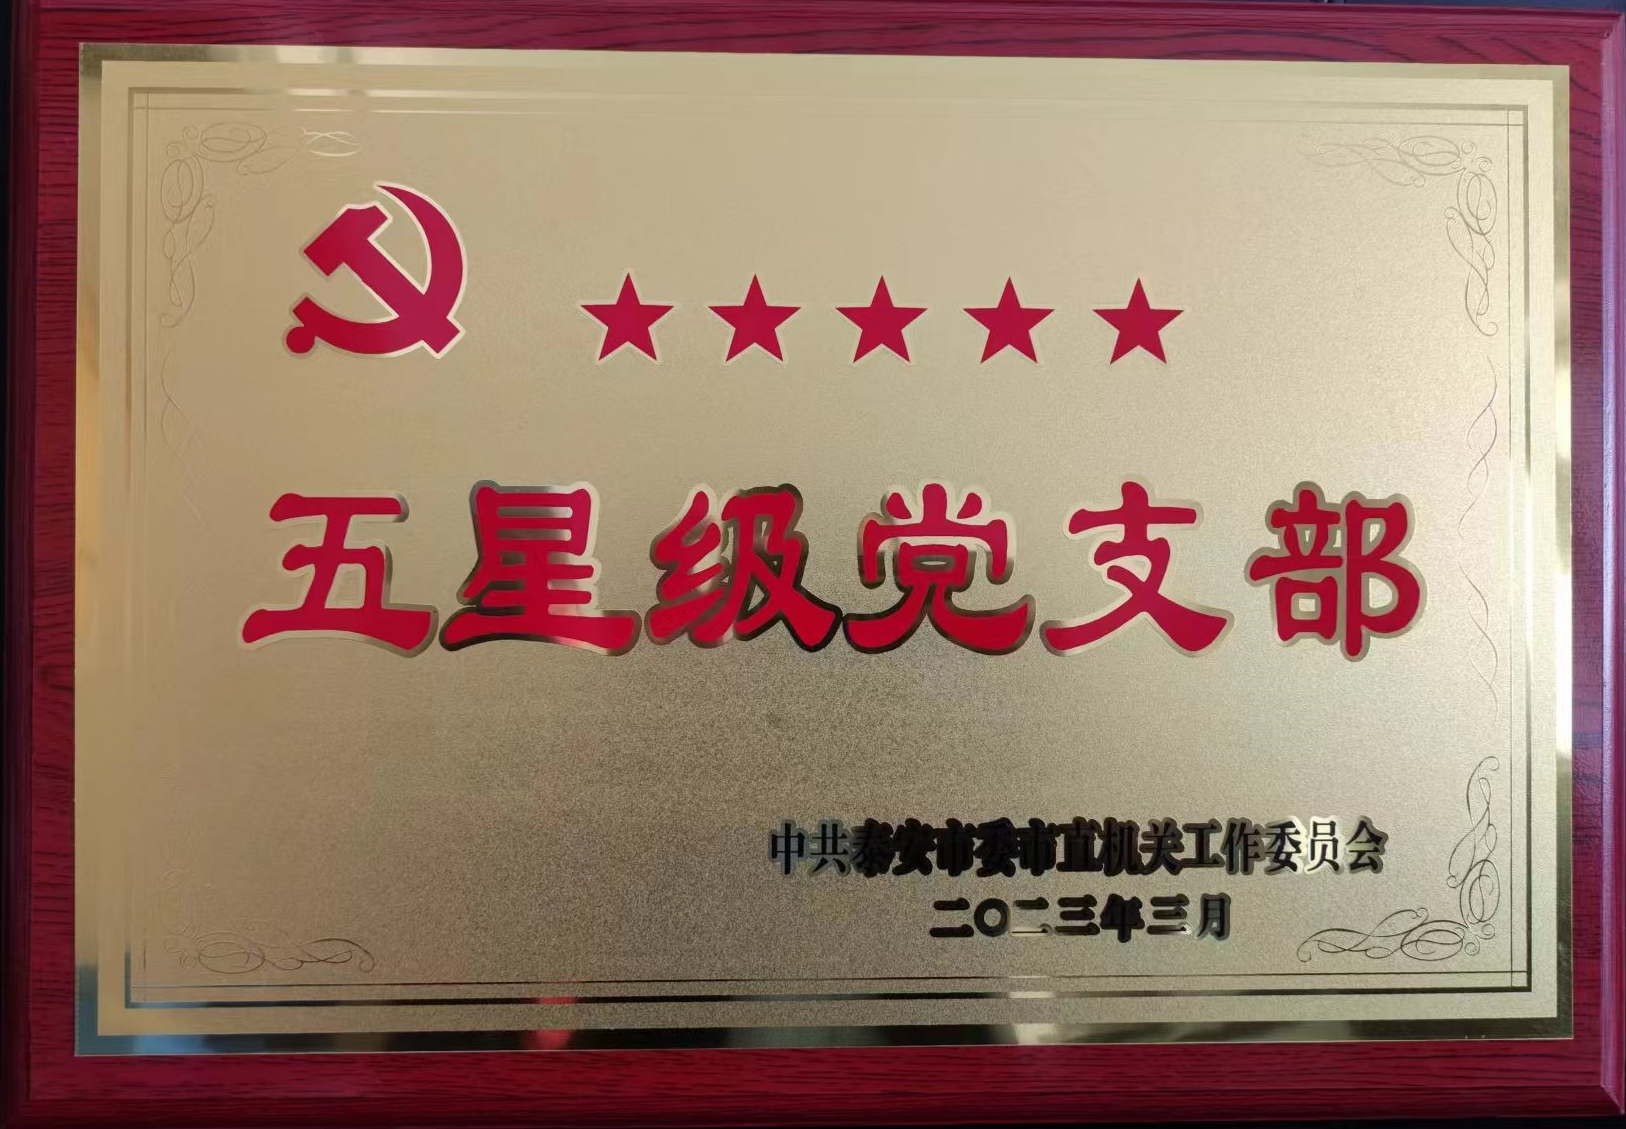 五星级党支部
中共泰安市委市直机关工作委员会
二〇二三年三月